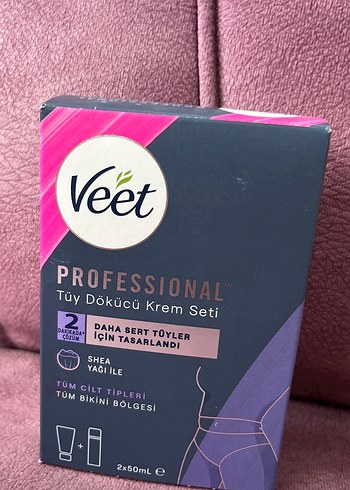 Veet
PROFESSIONAL™
Tüy Dökücü Krem Seti
2
DAKİKADA*
ÇÖZÜM
DAHA SERT TÜYLER
İÇİN TASARLANDI
SHEA
YAĞI İLE
TÜM CİLT TİPLERİ
TÜM BİKİNİ BÖLGESİ
+
2x50mL ℮